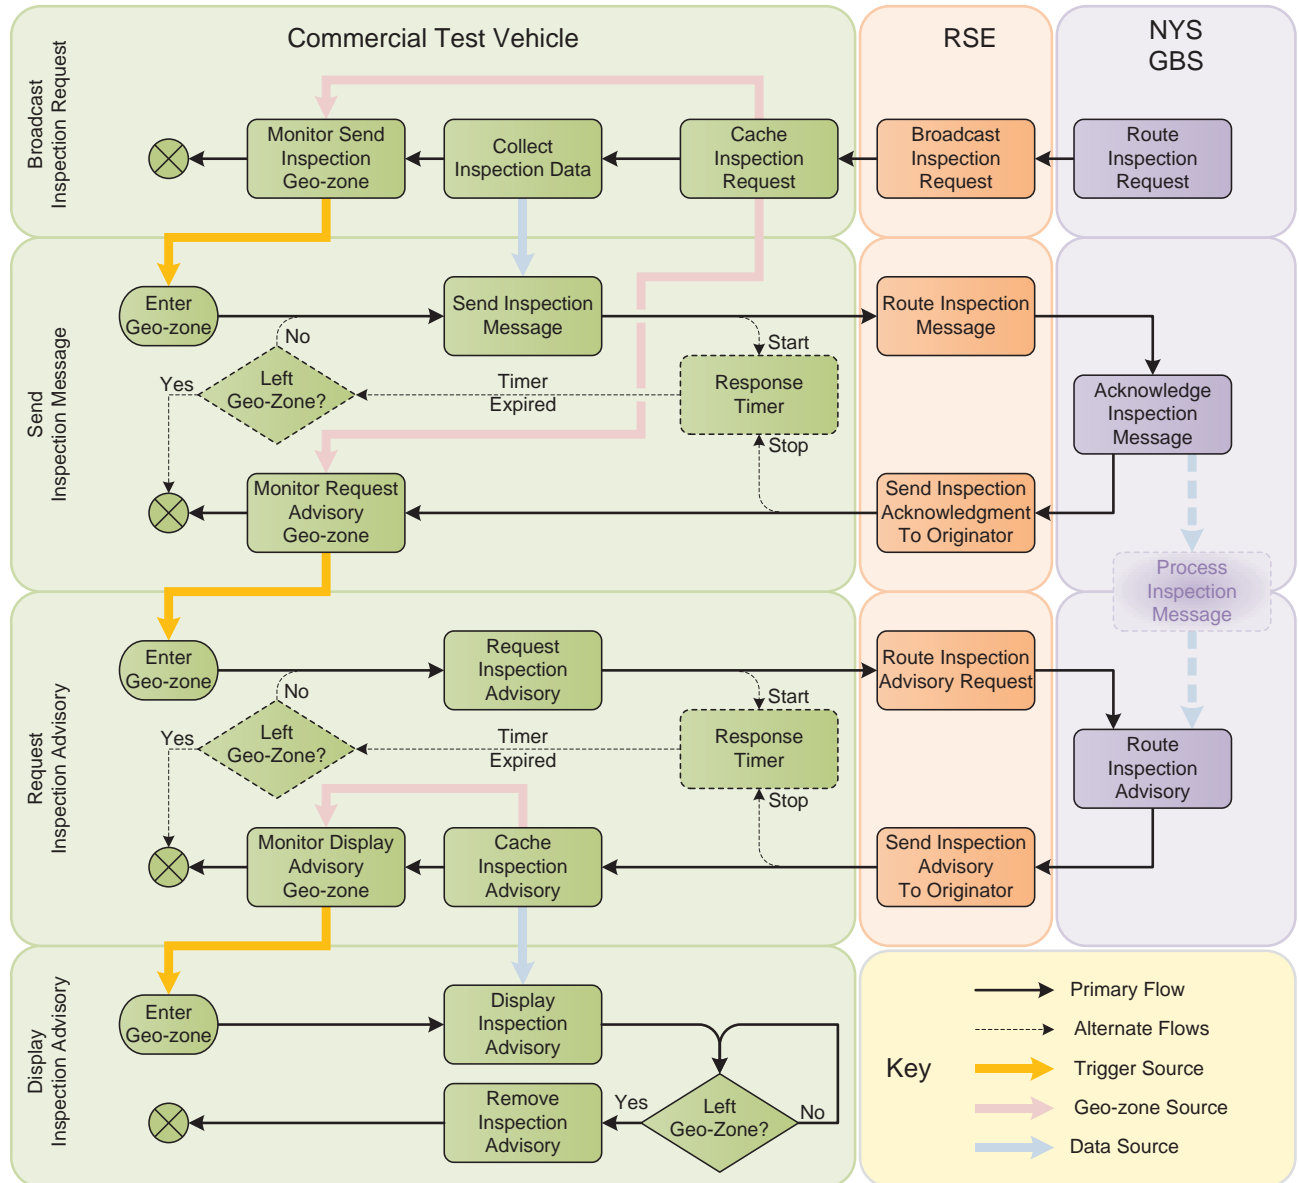 Commercial Test Vehicle
RSE
NYS
GBS
Broadcast
Inspection Request
Monitor Send
Inspection
Geo-zone
Collect
Inspection Data
Cache
Inspection
Request
Broadcast
Inspection
Request
Route
Inspection
Request
Send
Inspection Message
Enter
Geo-zone
Send Inspection
Message
Route Inspection
Message
No
Start
Yes
Left
Geo-Zone?
Timer
Expired
Response
Timer
Acknowledge
Inspection
Message
Stop
Monitor Request
Advisory
Geo-zone
Send Inspection
Acknowledgment
To Originator
Process
Inspection
Message
Request
Inspection Advisory
Enter
Geo-zone
Request
Inspection
Advisory
Route Inspection
Advisory Request
No
Start
Yes
Left
Geo-Zone?
Timer
Expired
Response
Timer
Route
Inspection
Advisory
Stop
Monitor Display
Advisory
Geo-zone
Cache
Inspection
Advisory
Send Inspection
Advisory
To Originator
Display
Inspection Advisory
Enter
Geo-zone
Display
Inspection
Advisory
Remove
Inspection
Advisory
Yes
Left
Geo-Zone?
No
Key
Primary Flow
Alternate Flows
Trigger Source
Geo-zone Source
Data Source